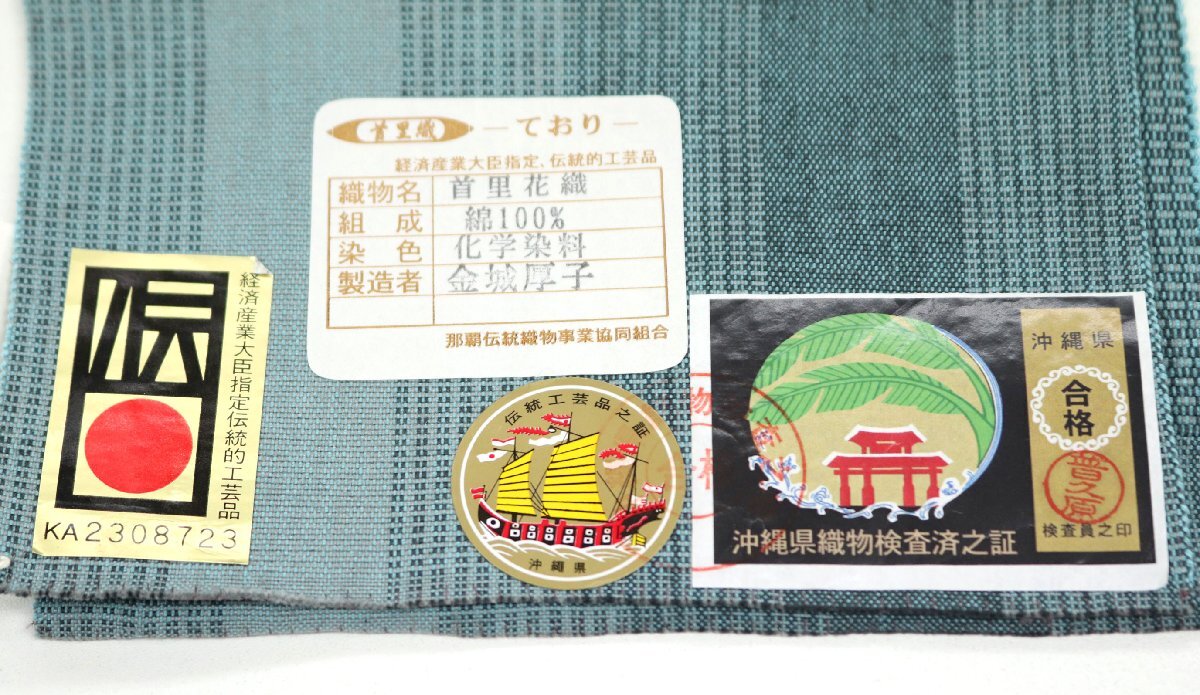 首里織
―ており―
経済産業大臣指定、伝統的工芸品
織物名 首里花織
組成 綿100%
染色 化学染料
製造者 金城厚子
那覇伝統織物事業協同組合
伝
経済産業大臣指定伝統的工芸品
KA2308723
伝統工芸品之証
沖縄県
沖縄県
合格
検査員之印
沖縄県織物検査済之証